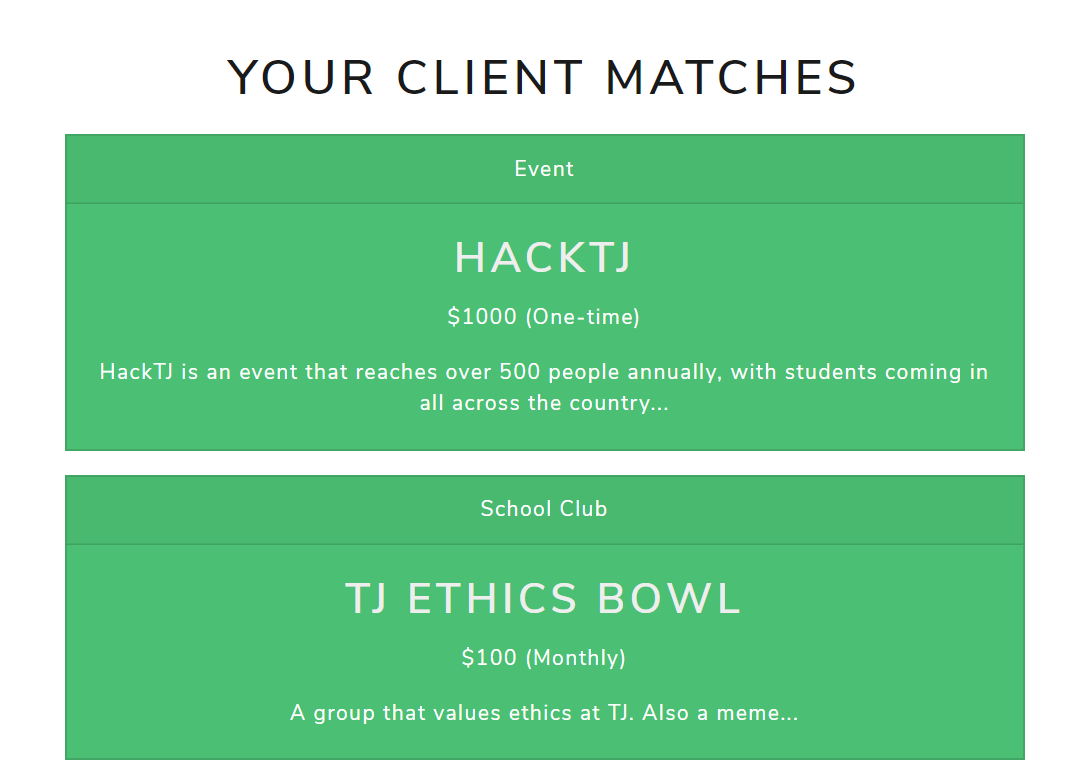 YOUR CLIENT MATCHES
Event
HACKTJ
$1000 (One-time)
HackTJ is an event that reaches over 500 people annually, with students coming in
all across the country...
School Club
TJ ETHICS BOWL
$100 (Monthly)
A group that values ethics at TJ. Also a meme...